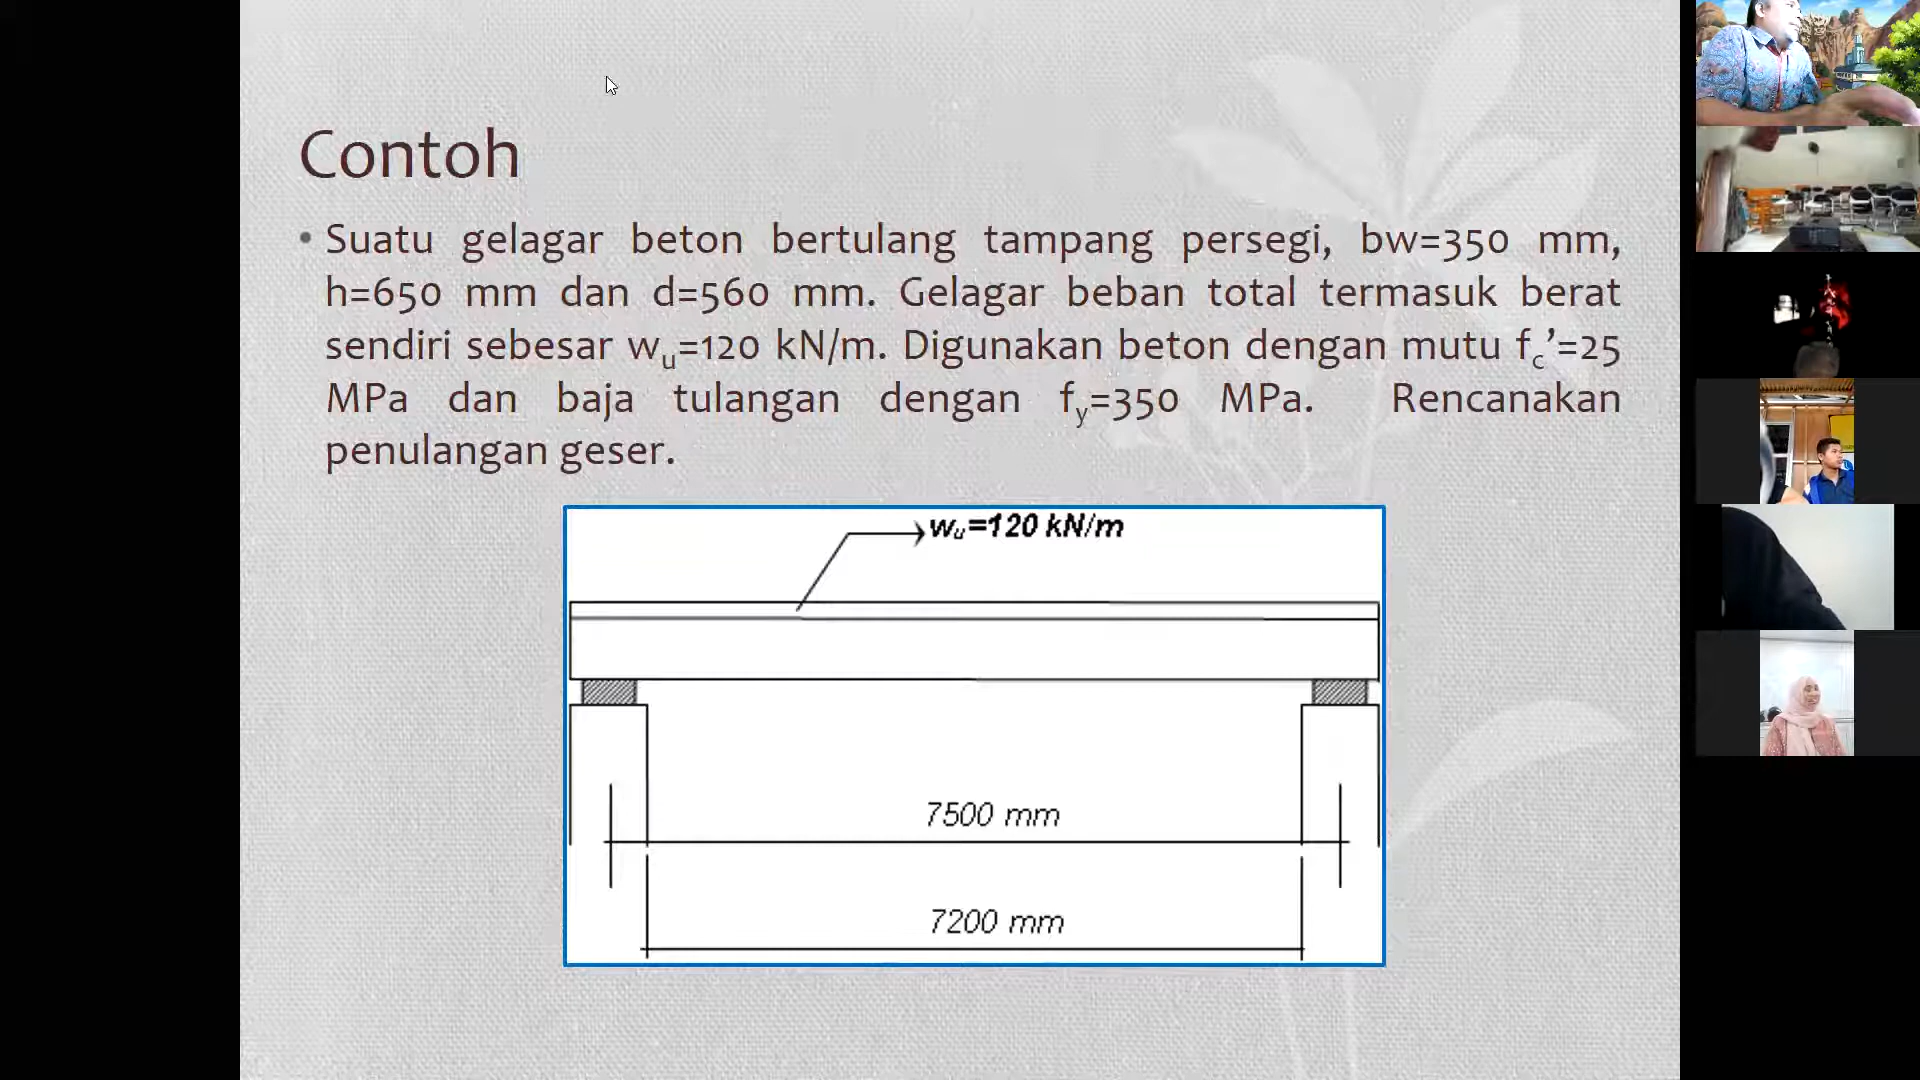 Contoh
• Suatu gelagar beton bertulang tampang persegi, bw=350 mm,
h=650 mm dan d=560 mm. Gelagar beban total termasuk berat
sendiri sebesar wu=120 kN/m. Digunakan beton dengan mutu fc’=25
MPa dan baja tulangan dengan fy=350 MPa. Rencanakan
penulangan geser.
wu=120 kN/m
7500 mm
7200 mm